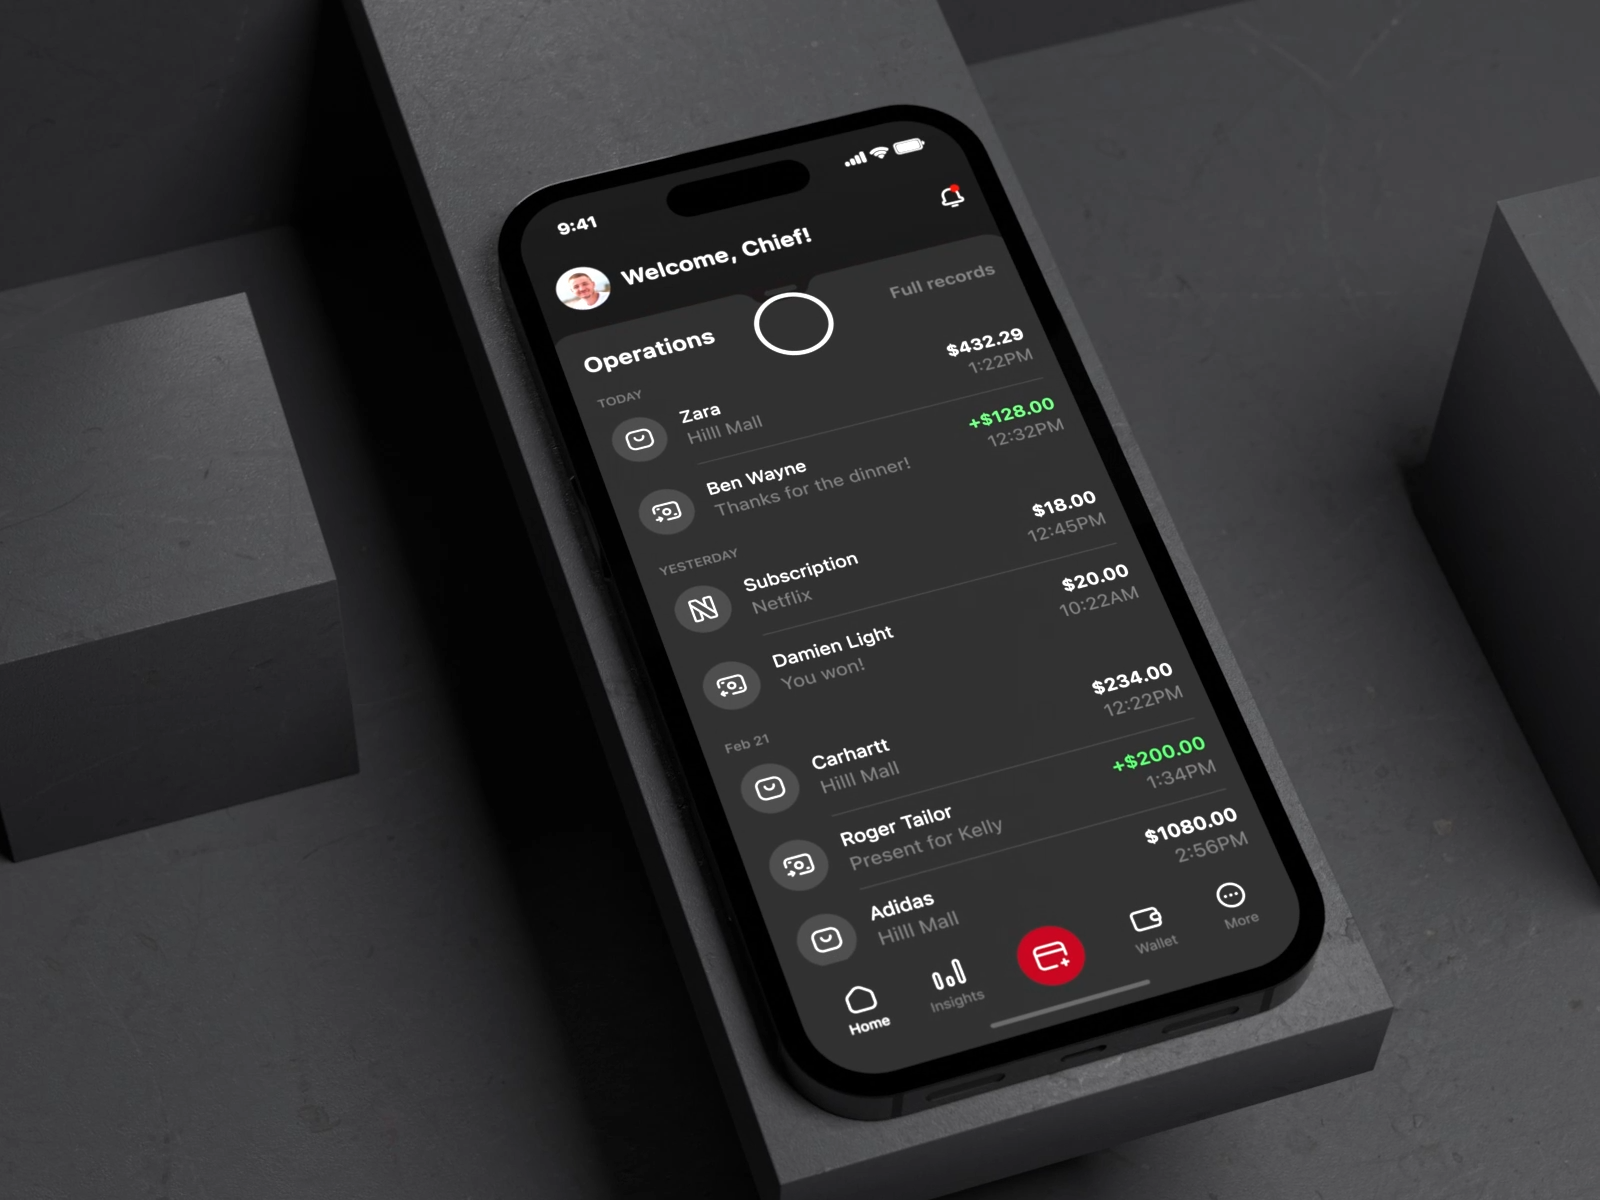 9:41
Welcome, Chief!
Operations
Full records
TODAY
Zara
$432.29
Hilll Mall
1:22PM
Ben Wayne
+$128.00
Thanks for the dinner!
12:32PM
YESTERDAY
Subscription
$18.00
Netflix
12:45PM
Damien Light
$20.00
You won!
10:22AM
Feb 21
Carhartt
$234.00
Hilll Mall
12:22PM
Roger Tailor
+$200.00
Present for Kelly
1:34PM
Adidas
$1080.00
Hilll Mall
2:56PM
Home
Insights
Wallet
More